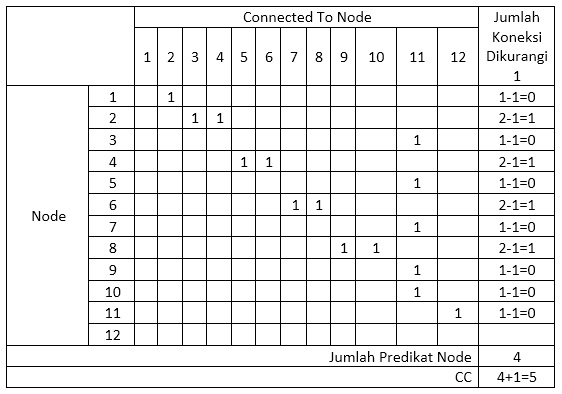 Connected To Node
Jumlah
Koneksi
Dikurangi
1
1 2 3 4 5 6 7 8 9 10 11 12
Node
1 1 1-1=0
2 1 1 2-1=1
3 1 1-1=0
4 1 1 2-1=1
5 1 1-1=0
6 1 1 2-1=1
7 1 1-1=0
8 1 1 2-1=1
9 1 1-1=0
10 1 1-1=0
11 1 1-1=0
12
Jumlah Predikat Node 4
CC 4+1=5